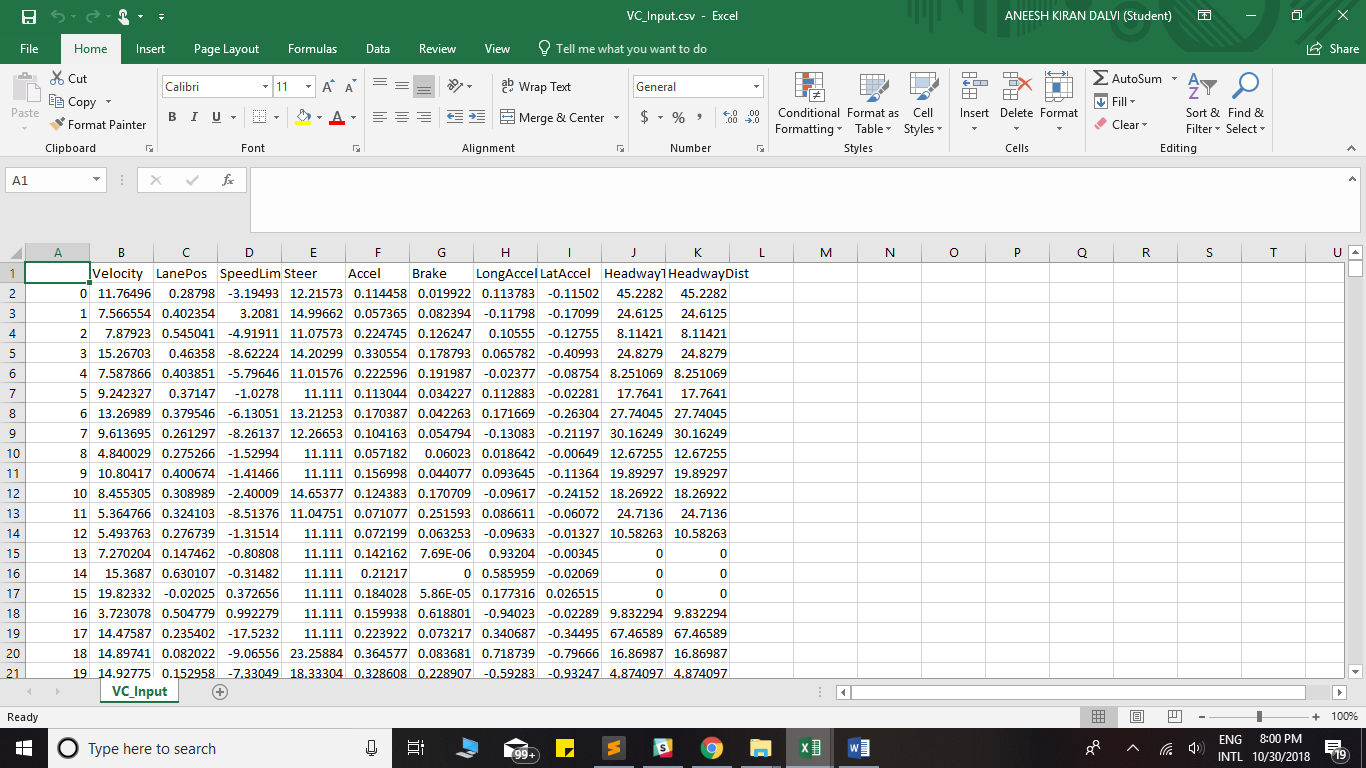 VC_Input.csv - Excel
ANEESH KIRAN DALVI (Student)
File Home Insert Page Layout Formulas Data Review View Tell me what you want to do Share
Paste
Cut
Copy
Format Painter
Clipboard
Calibri 11
B I U
Font
Wrap Text
Merge & Center
Alignment
General
$ % ,
Number
Conditional Formatting
Format as Table
Cell Styles
Styles
Insert Delete Format
Cells
AutoSum
Fill
Clear
Sort & Filter
Find & Select
Editing
A1 fx
A B C D E F G H I J K L M N O P Q R S T U
1 Velocity LanePos SpeedLim Steer Accel Brake LongAccel LatAccel HeadwayT HeadwayDist
2 0 11.76496 0.28798 -3.19493 12.21573 0.114458 0.019922 0.113783 -0.11502 45.2282 45.2282
3 1 7.566554 0.402354 3.2081 14.99662 0.057365 0.082394 -0.11798 -0.17099 24.6125 24.6125
4 2 7.87923 0.545041 -4.91911 11.07573 0.224745 0.126247 0.10555 -0.12755 8.11421 8.11421
5 3 15.26703 0.46358 -8.62224 14.20299 0.330554 0.178793 0.065782 -0.40993 24.8279 24.8279
6 4 7.587866 0.403851 -5.79646 11.01576 0.222596 0.191987 -0.02377 -0.08754 8.251069 8.251069
7 5 9.242327 0.37147 -1.0278 11.111 0.113044 0.034227 0.112883 -0.02281 17.7641 17.7641
8 6 13.26989 0.379546 -6.13051 13.21253 0.170387 0.042263 0.171669 -0.26304 27.74045 27.74045
9 7 9.613695 0.261297 -8.26137 12.26653 0.104163 0.054794 -0.13083 -0.21197 30.16249 30.16249
10 8 4.840029 0.275266 -1.52994 11.111 0.057182 0.06023 0.018642 -0.00649 12.67255 12.67255
11 9 10.80417 0.400674 -1.41466 11.111 0.156998 0.044077 0.093645 -0.11364 19.89297 19.89297
12 10 8.455305 0.308989 -2.40009 14.65377 0.124383 0.170709 -0.09617 -0.24152 18.26922 18.26922
13 11 5.364766 0.324103 -8.51376 11.04751 0.071077 0.251593 0.086611 -0.06072 24.7136 24.7136
14 12 5.493763 0.276739 -1.31514 11.111 0.072199 0.063253 -0.09633 -0.01327 10.58263 10.58263
15 13 7.270204 0.147462 -0.80808 11.111 0.142162 7.69E-06 0.93204 -0.00345 0 0
16 14 15.3687 0.630107 -0.31482 11.111 0.21217 0 0.585959 -0.02069 0 0
17 15 19.82332 -0.02025 0.372656 11.111 0.184028 5.86E-05 0.177316 0.026515 0 0
18 16 3.723078 0.504779 0.992279 11.111 0.159938 0.618801 -0.94023 -0.02289 9.832294 9.832294
19 17 14.47587 0.235402 -17.5232 11.111 0.223922 0.073217 0.340687 -0.34495 67.46589 67.46589
20 18 14.89741 0.082022 -9.06556 23.25884 0.364577 0.083681 0.718739 -0.79666 16.86987 16.86987
21 19 14.92775 0.152958 -7.33049 18.33304 0.328608 0.228907 -0.59283 -0.93247 4.874097 4.874097
VC_Input
Ready
100%
Type here to search
99+
ENG
INTL
8:00 PM
10/30/2018
19